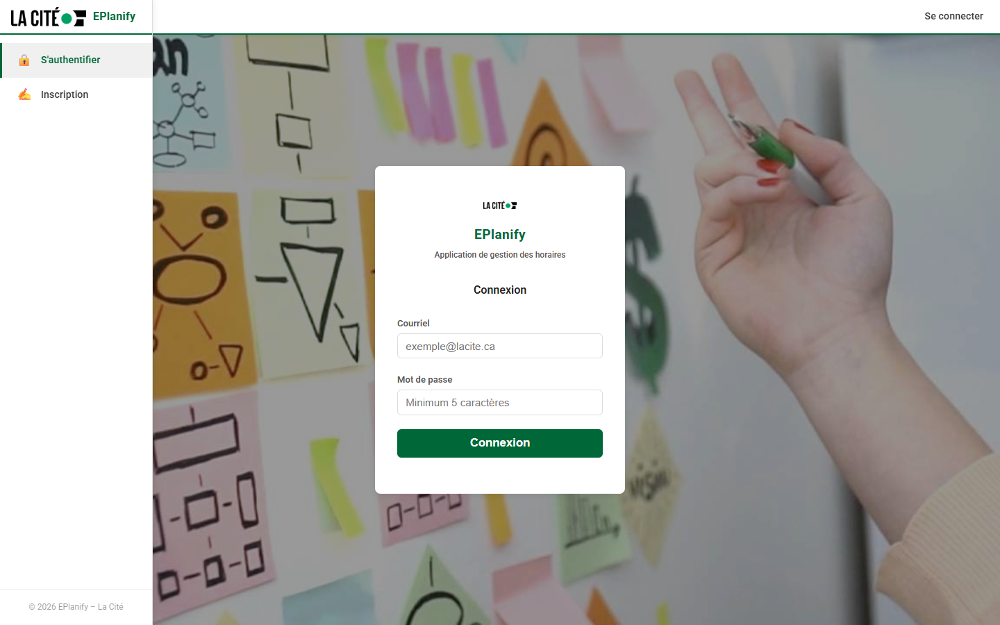 LA CITÉ EPlanify
Se connecter
🔒 S'authentifier
✍ Inscription
an
LA CITÉ
EPlanify
Application de gestion des horaires
Connexion
Courriel
exemple@lacite.ca
Mot de passe
Minimum 5 caractères
Connexion
$
© 2026 EPlanify – La Cité